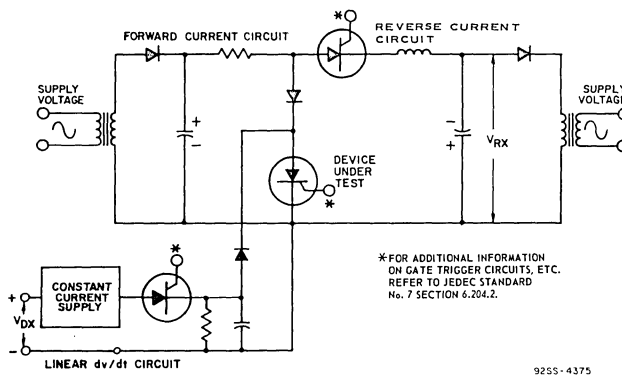 FORWARD CURRENT CIRCUIT
*
REVERSE CURRENT
CIRCUIT
SUPPLY
VOLTAGE
+
-
-
+
VRX
SUPPLY
VOLTAGE
DEVICE
UNDER
TEST
*
*
CONSTANT
CURRENT
SUPPLY
+
VDX
-
LINEAR dv/dt CIRCUIT
*FOR ADDITIONAL INFORMATION
ON GATE TRIGGER CIRCUITS, ETC.
REFER TO JEDEC STANDARD
No. 7 SECTION 6.204.2.
92SS-4375